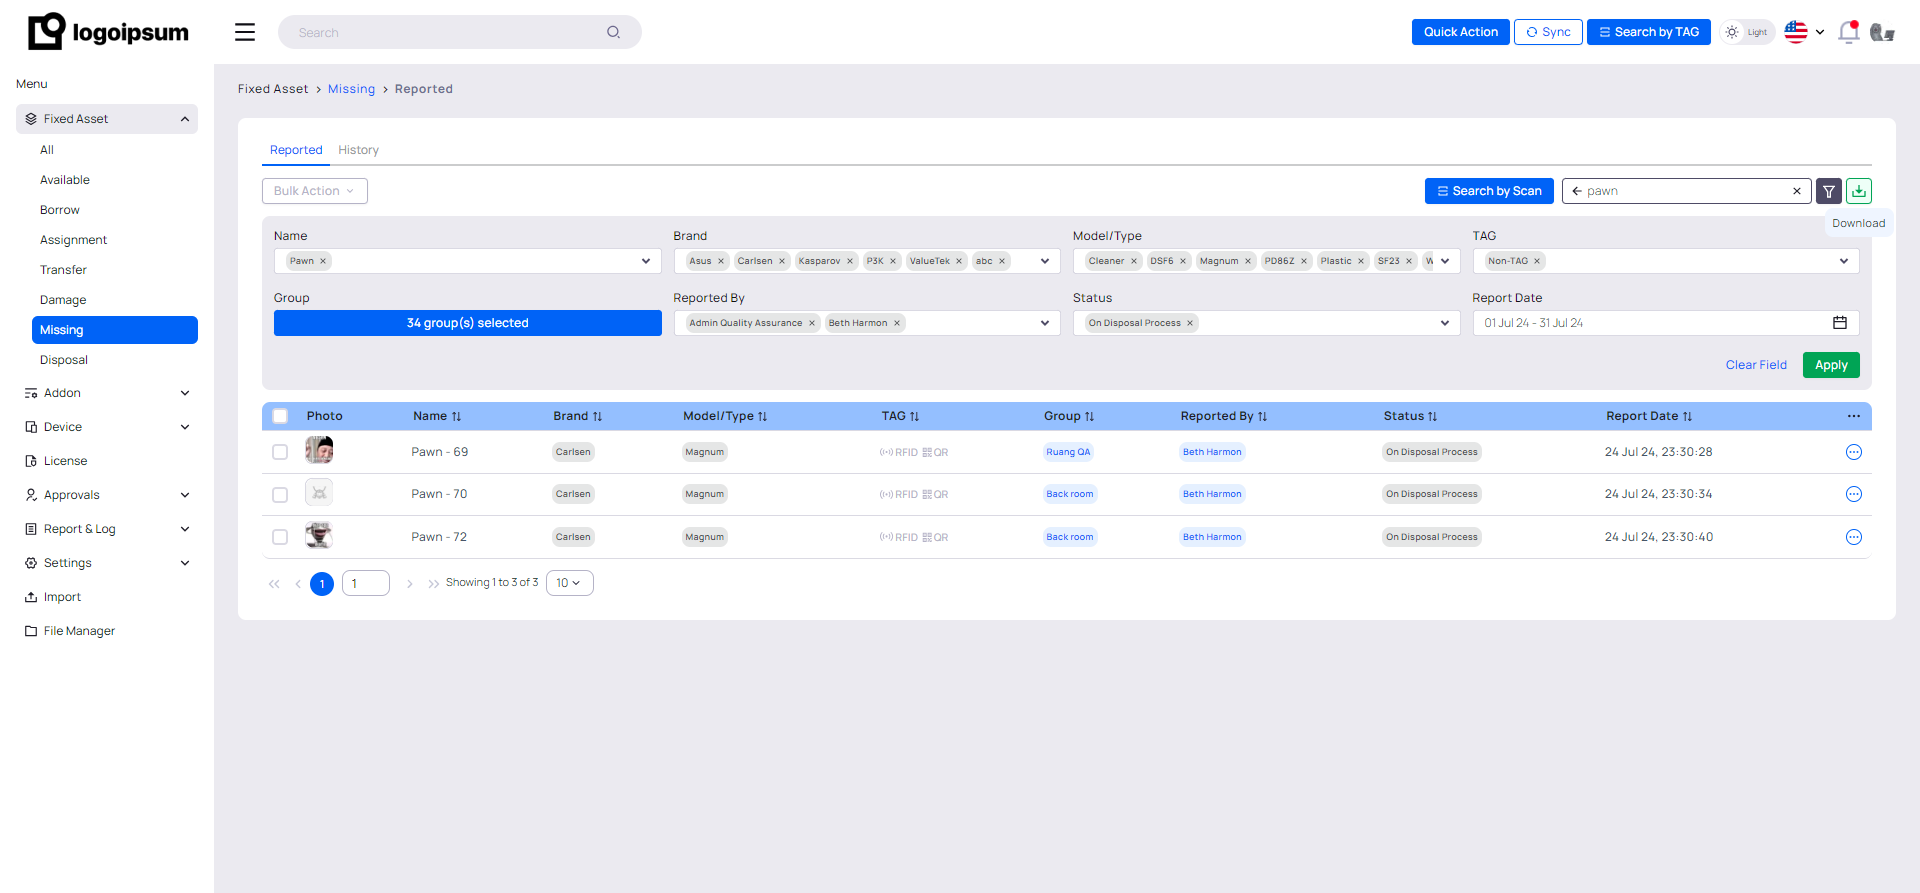 logoipsum
Search
Quick Action
Sync
Search by TAG
Light
Menu
Fixed Asset
All
Available
Borrow
Assignment
Transfer
Damage
Missing
Disposal
Addon
Device
License
Approvals
Report & Log
Settings
Import
File Manager
Fixed Asset > Missing > Reported
Reported History
Bulk Action
Search by Scan
pawn
Download
Name
Pawn
Brand
Asus Carlsen Kasparov P3K ValueTek abc
Model/Type
Cleaner DSF6 Magnum PD86Z Plastic SF23 W
TAG
Non-TAG
Group
34 group(s) selected
Reported By
Admin Quality Assurance Beth Harmon
Status
On Disposal Process
Report Date
01 Jul 24 - 31 Jul 24
Clear Field
Apply
Photo Name Brand Model/Type TAG Group Reported By Status Report Date
Pawn - 69 Carlsen Magnum RFID QR Ruang QA Beth Harmon On Disposal Process 24 Jul 24, 23:30:28
Pawn - 70 Carlsen Magnum RFID QR Back room Beth Harmon On Disposal Process 24 Jul 24, 23:30:34
Pawn - 72 Carlsen Magnum RFID QR Back room Beth Harmon On Disposal Process 24 Jul 24, 23:30:40
1 1 Showing 1 to 3 of 3 10